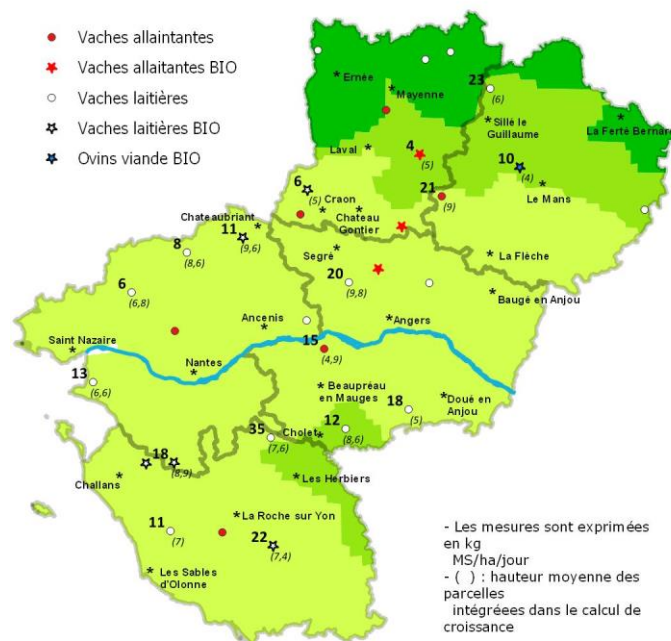 Vaches allaintantes
Vaches allaitantes BIO
Vaches laitières
Vaches laitières BIO
Ovins viande BIO
Ernée
Mayenne
23
(6)
Sillé le
Guillaume
La Ferté Bernard
Laval
4
(5)
10
(4)
Le Mans
6
(5)
Craon
Chateau
Gontier
21
(9)
Chateaubriant
11
(9,6)
8
(8,6)
Segré
La Flèche
20
(9,8)
6
(6,8)
Baugé en Anjou
Ancenis
Angers
Saint Nazaire
15
(4,9)
Nantes
13
(6,6)
Beaupréau
en Mauges
18
(5)
Doué en
Anjou
12
(8,6)
35
(7,6)
Cholet
18
(8,9)
Challans
Les Herbiers
La Roche sur Yon
11
(7)
22
(7,4)
Les Sables
d'Olonne
- Les mesures sont exprimées
en kg
MS/ha/jour
- ( ) : hauteur moyenne des
parcelles
intégréees dans le calcul de
croissance